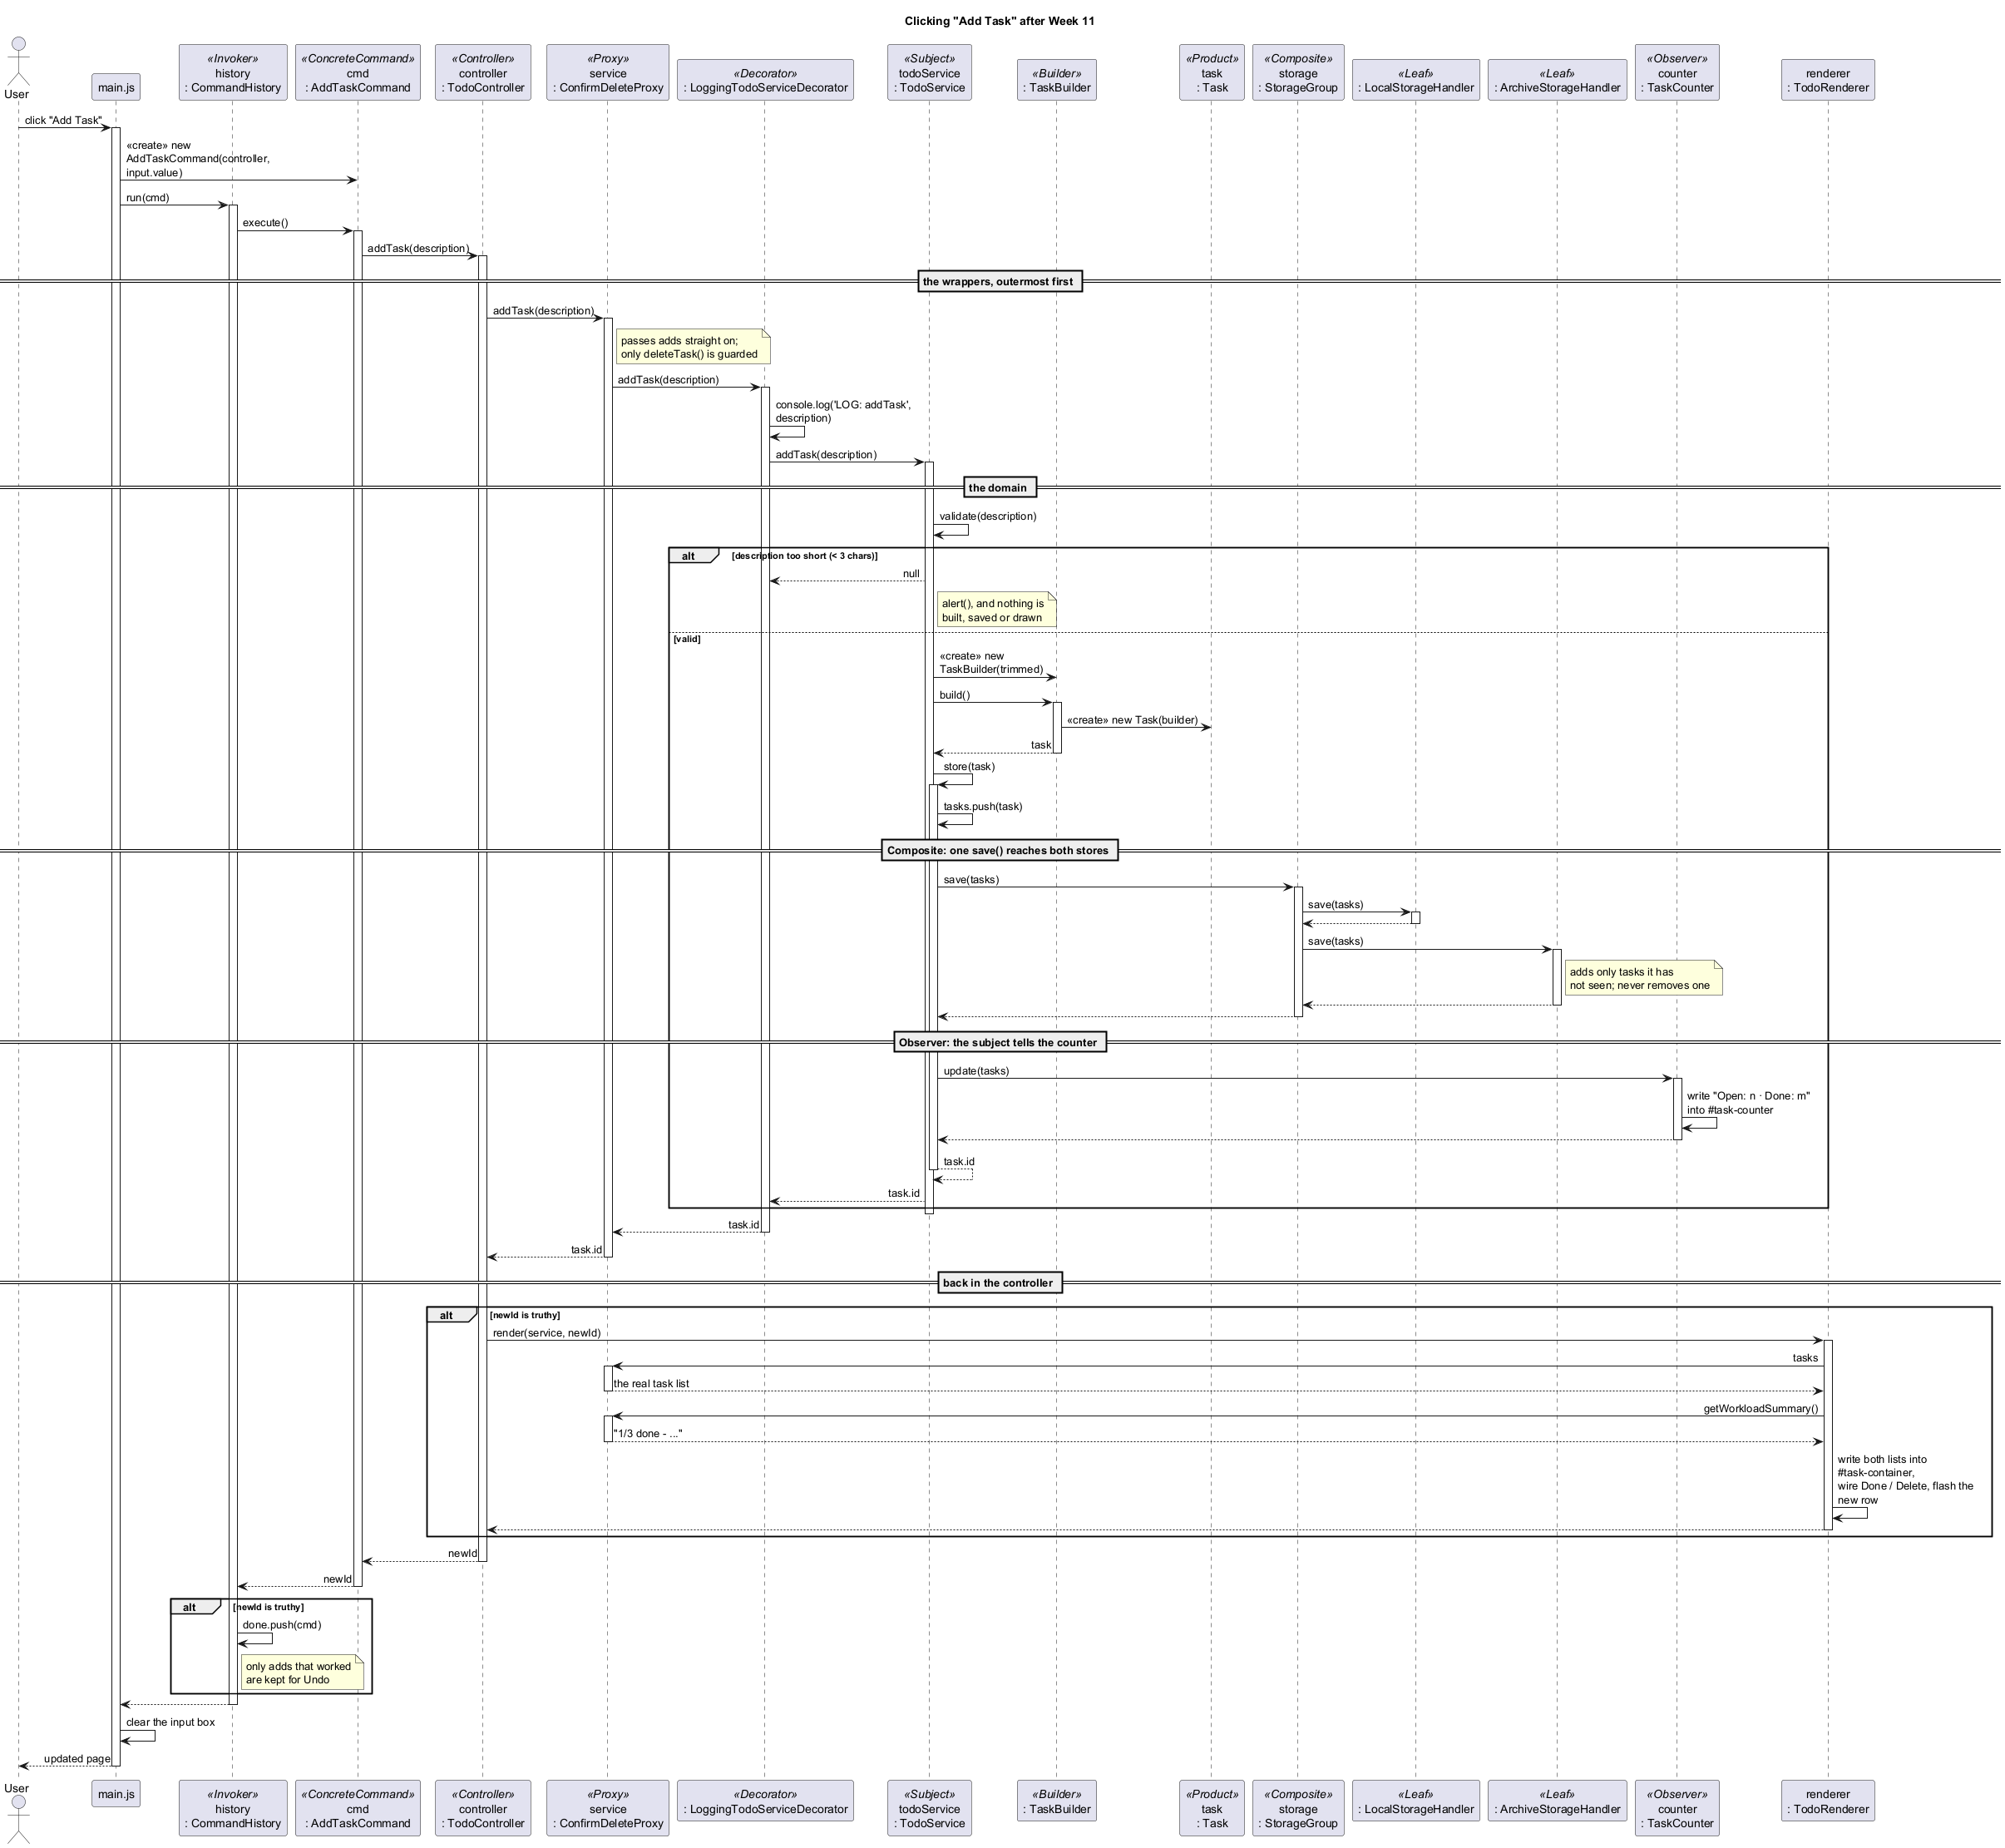 Clicking "Add Task" after Week 11
User
main.js
«Invoker»
history
: CommandHistory
«ConcreteCommand»
cmd
: AddTaskCommand
«Controller»
controller
: TodoController
«Proxy»
service
: ConfirmDeleteProxy
«Decorator»
: LoggingTodoServiceDecorator
«Subject»
todoService
: TodoService
«Builder»
: TaskBuilder
«Product»
task
: Task
«Composite»
storage
: StorageGroup
«Leaf»
: LocalStorageHandler
«Leaf»
: ArchiveStorageHandler
«Observer»
counter
: TaskCounter
renderer
: TodoRenderer
click "Add Task"
«create» new
AddTaskCommand(controller,
input.value)
run(cmd)
execute()
addTask(description)
the wrappers, outermost first
addTask(description)
passes adds straight on;
only deleteTask() is guarded
addTask(description)
console.log('LOG: addTask',
description)
addTask(description)
the domain
validate(description)
alt [description too short (< 3 chars)]
null
alert(), and nothing is
built, saved or drawn
[valid]
«create» new
TaskBuilder(trimmed)
build()
«create» new Task(builder)
task
store(task)
tasks.push(task)
Composite: one save() reaches both stores
save(tasks)
save(tasks)
save(tasks)
adds only tasks it has
not seen; never removes one
Observer: the subject tells the counter
update(tasks)
write "Open: n · Done: m"
into #task-counter
task.id
task.id
task.id
task.id
back in the controller
alt [newId is truthy]
render(service, newId)
tasks
the real task list
getWorkloadSummary()
"1/3 done - ..."
write both lists into
#task-container,
wire Done / Delete, flash the
new row
newId
newId
alt [newId is truthy]
done.push(cmd)
only adds that worked
are kept for Undo
clear the input box
updated page
User
main.js
«Invoker»
history
: CommandHistory
«ConcreteCommand»
cmd
: AddTaskCommand
«Controller»
controller
: TodoController
«Proxy»
service
: ConfirmDeleteProxy
«Decorator»
: LoggingTodoServiceDecorator
«Subject»
todoService
: TodoService
«Builder»
: TaskBuilder
«Product»
task
: Task
«Composite»
storage
: StorageGroup
«Leaf»
: LocalStorageHandler
«Leaf»
: ArchiveStorageHandler
«Observer»
counter
: TaskCounter
renderer
: TodoRenderer